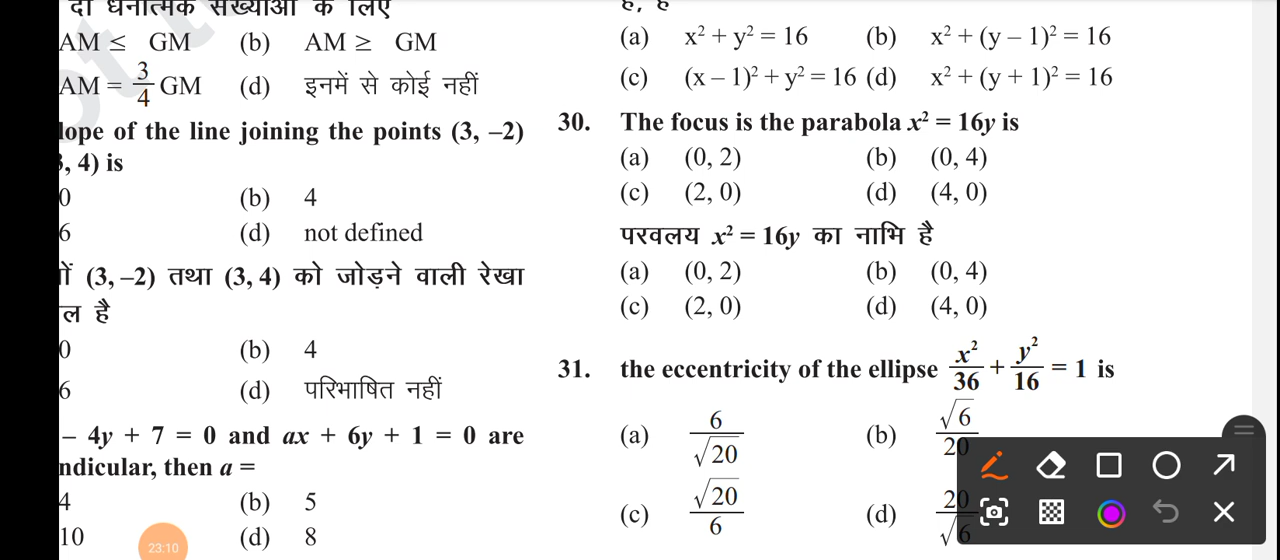 दो धनात्मक संख्याओं के लिए
AM ≤ GM (b) AM ≥ GM
AM = 3/4 GM (d) इनमें से कोई नहीं
lope of the line joining the points (3, –2)
, 4) is
0 (b) 4
6 (d) not defined
(3, –2) तथा (3, 4) को जोड़ने वाली रेखा
ल है
0 (b) 4
6 (d) परिभाषित नहीं
– 4y + 7 = 0 and ax + 6y + 1 = 0 are
ndicular, then a =
4 (b) 5
10 (d) 8
23:10
(a) x² + y² = 16 (b) x² + (y – 1)² = 16
(c) (x – 1)² + y² = 16 (d) x² + (y + 1)² = 16
30. The focus is the parabola x² = 16y is
(a) (0, 2) (b) (0, 4)
(c) (2, 0) (d) (4, 0)
परवलय x² = 16y का नाभि है
(a) (0, 2) (b) (0, 4)
(c) (2, 0) (d) (4, 0)
31. the eccentricity of the ellipse x²/36 + y²/16 = 1 is
(a) 6/√20 (b) √6/20
(c) √20/6 (d) 20/√6